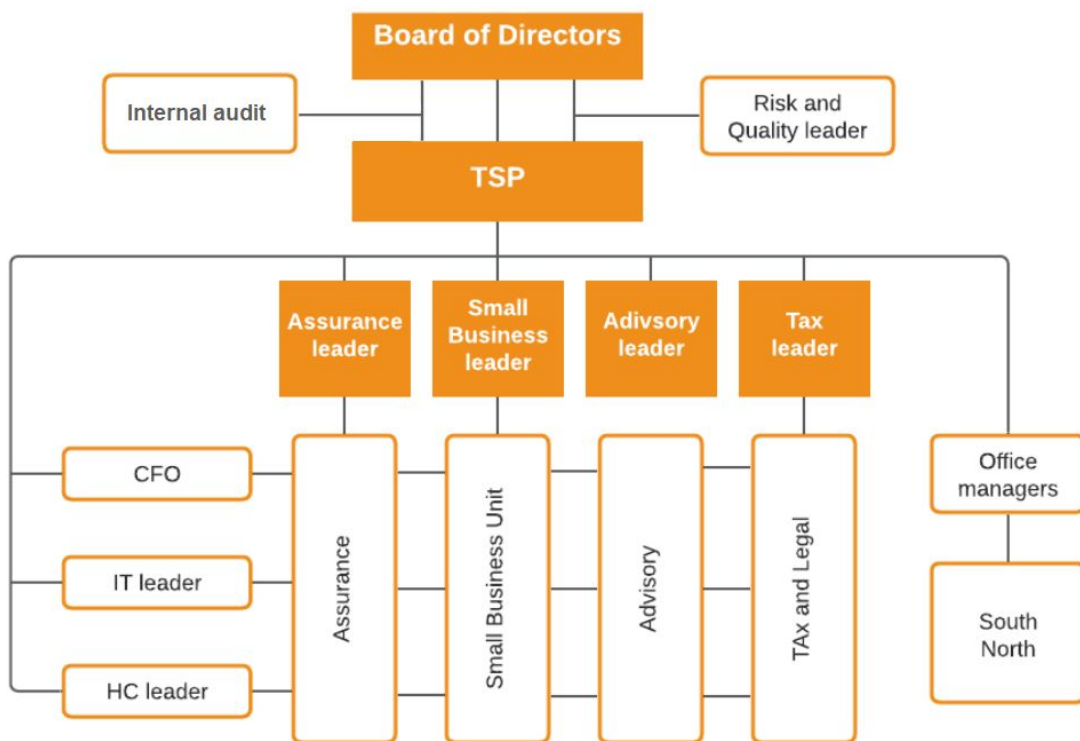 Board of Directors
Internal audit
Risk and
Quality leader
TSP
Assurance
leader
Small
Business
leader
Adivsory
leader
Tax
leader
CFO
IT leader
HC leader
Assurance
Small Business Unit
Advisory
TAx and Legal
Office
managers
South
North